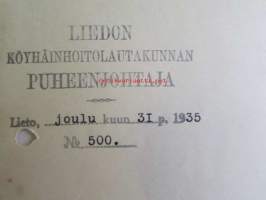 LIEDON
KÖYHÄINHOITOLAUTAKUNNAN
PUHEENJOHTAJA
Lieto, joulu kuun 31 p. 1935
№ 500.